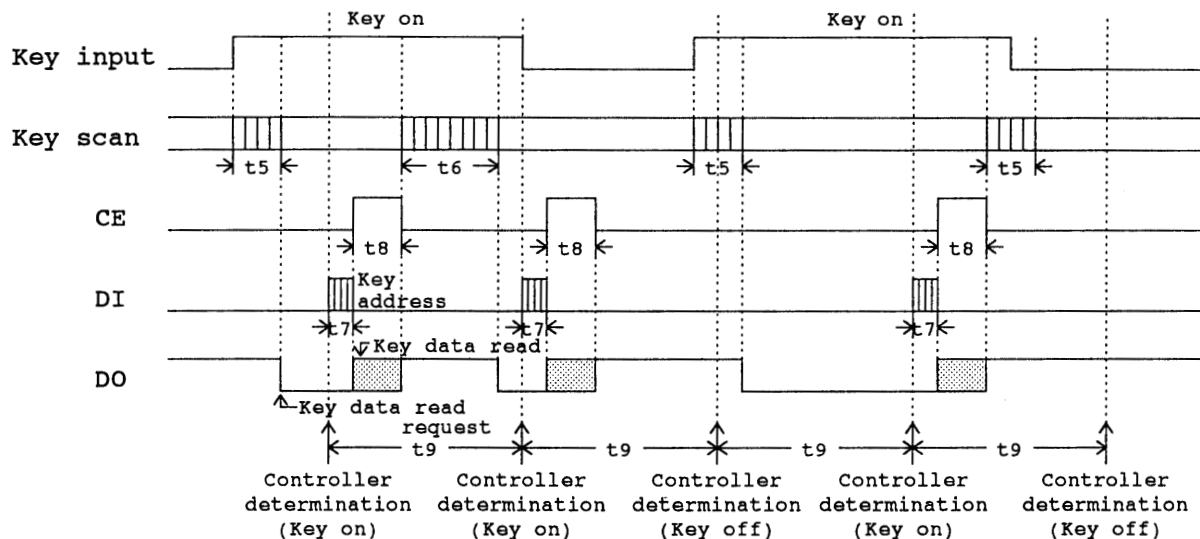 Key on
Key on
Key input
Key scan
t5
t6
t5
t5
CE
t8
t8
t8
DI
Key
address
t7
t7
t7
Key data read
DO
Key data read
request
t9
t9
t9
t9
Controller
determination
(Key on)
Controller
determination
(Key on)
Controller
determination
(Key off)
Controller
determination
(Key on)
Controller
determination
(Key off)